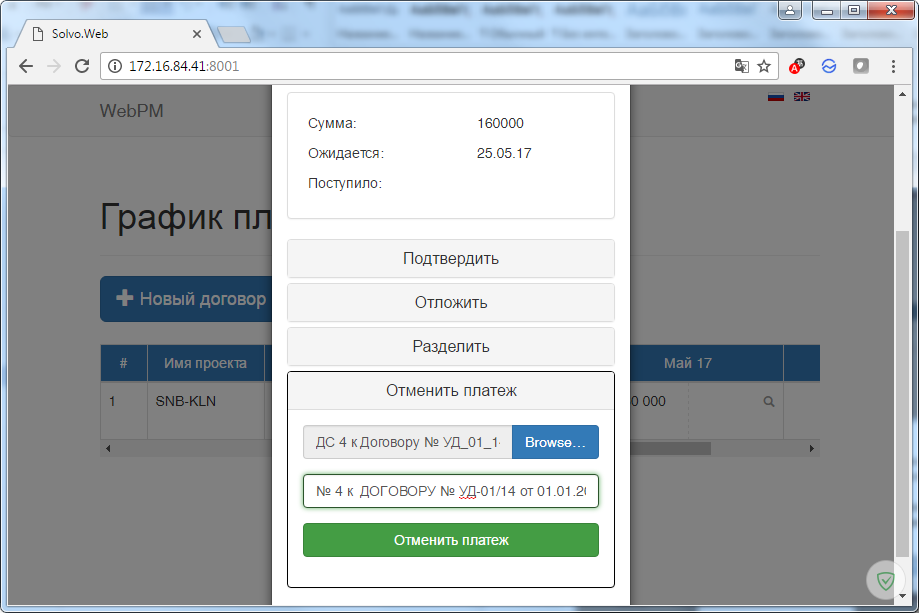 Solvo.Web
172.16.84.41:8001
WebPM
Сумма: 160000
Ожидается: 25.05.17
Поступило:
График пл
Новый договор
Подтвердить
Отложить
Разделить
# Имя проекта Май 17
1 SNB-KLN 0 000
Отменить платеж
ДС 4 к Договору № УД_01_1 Browse…
№ 4 к ДОГОВОРУ № УД-01/14 от 01.01.20
Отменить платеж